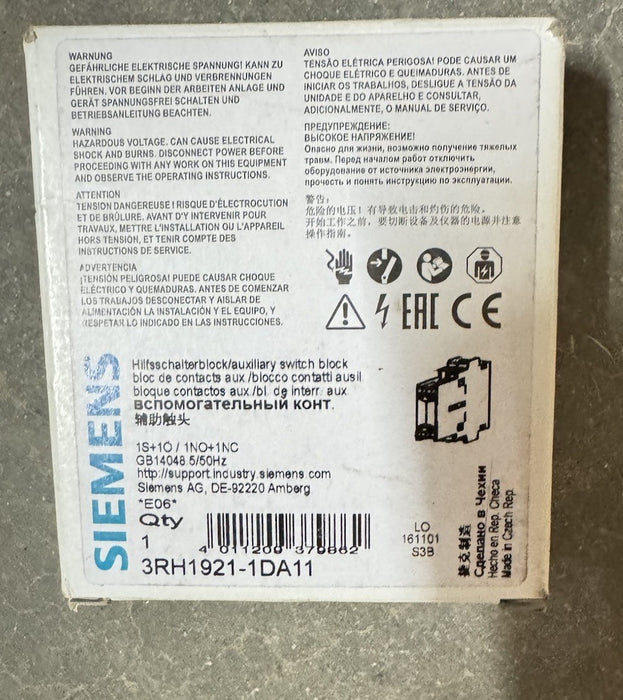 WARNUNG
GEFÄHRLICHE ELEKTRISCHE SPANNUNG! KANN ZU
ELEKTRISCHEM SCHLAG UND VERBRENNUNGEN
FÜHREN. VOR BEGINN DER ARBEITEN ANLAGE UND
GERÄT SPANNUNGSFREI SCHALTEN UND
BETRIEBSANLEITUNG BEACHTEN.
WARNING
HAZARDOUS VOLTAGE. CAN CAUSE ELECTRICAL
SHOCK AND BURNS. DISCONNECT POWER BEFORE
PROCEEDING WITH ANY WORK ON THIS EQUIPMENT
AND OBSERVE THE OPERATING INSTRUCTIONS.
ATTENTION
TENSION DANGEREUSE ! RISQUE D'ÉLECTROCUTION
ET DE BRÛLURE. AVANT D'Y INTERVENIR POUR
TRAVAUX, METTRE L'INSTALLATION OU L'APPAREIL
HORS TENSION, ET TENIR COMPTE DES
INSTRUCTIONS DE SERVICE.
ADVERTENCIA
¡TENSIÓN PELIGROSA! PUEDE CAUSAR CHOQUE
ELÉCTRICO Y QUEMADURAS. ANTES DE COMENZAR
LOS TRABAJOS DESCONECTAR Y AISLAR DE
ALIMENTACIÓN LA INSTALACIÓN Y EL EQUIPO, Y
RESPETAR LO INDICADO EN LAS INSTRUCCIONES.
AVISO
TENSÃO ELÉTRICA PERIGOSA! PODE CAUSAR UM
CHOQUE ELÉTRICO E QUEIMADURAS. ANTES DE
INICIAR OS TRABALHOS, DESLIGUE A TENSÃO DA
UNIDADE E DO APARELHO E CONSULTAR,
ADICIONALMENTE, O MANUAL DE SERVIÇO.
ПРЕДУПРЕЖДЕНИЕ:
ВЫСОКОЕ НАПРЯЖЕНИЕ!
Опасно для жизни, возможно получение тяжелых
травм. Перед началом работ отключить
оборудование от источника электроэнергии,
прочесть и понять инструкцию по эксплуатации.
警告:
危险的电压!有导致电击和灼伤的危险。
开始工作之前,要切断设备及仪器的电源并注意
操作指南。
EAC CE
SIEMENS
Hilfsschalterblock/auxiliary switch block
bloc de contacts aux./blocco contatti ausil
bloque contactos aux./bl. de interr. aux.
вспомогательный конт.
辅助触头
1S+1Ö / 1NO+1NC
GB14048.5/50Hz
http://support.industry.siemens.com
Siemens AG, DE-92220 Amberg
*E06*
Qty
1
4 011209 379862
3RH1921-1DA11
LO
161101
S3B
捷克制造
Сделано в Чехии
Hecho en Rep. Checa
Made in Czech Rep.